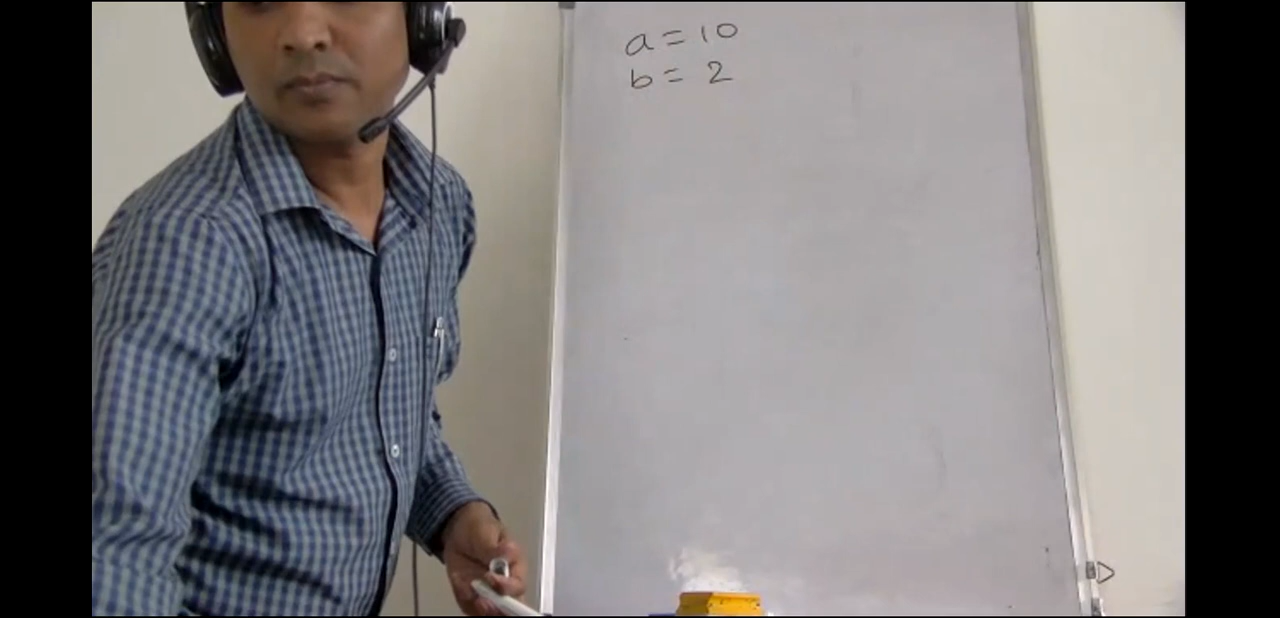 a = 10
b = 2